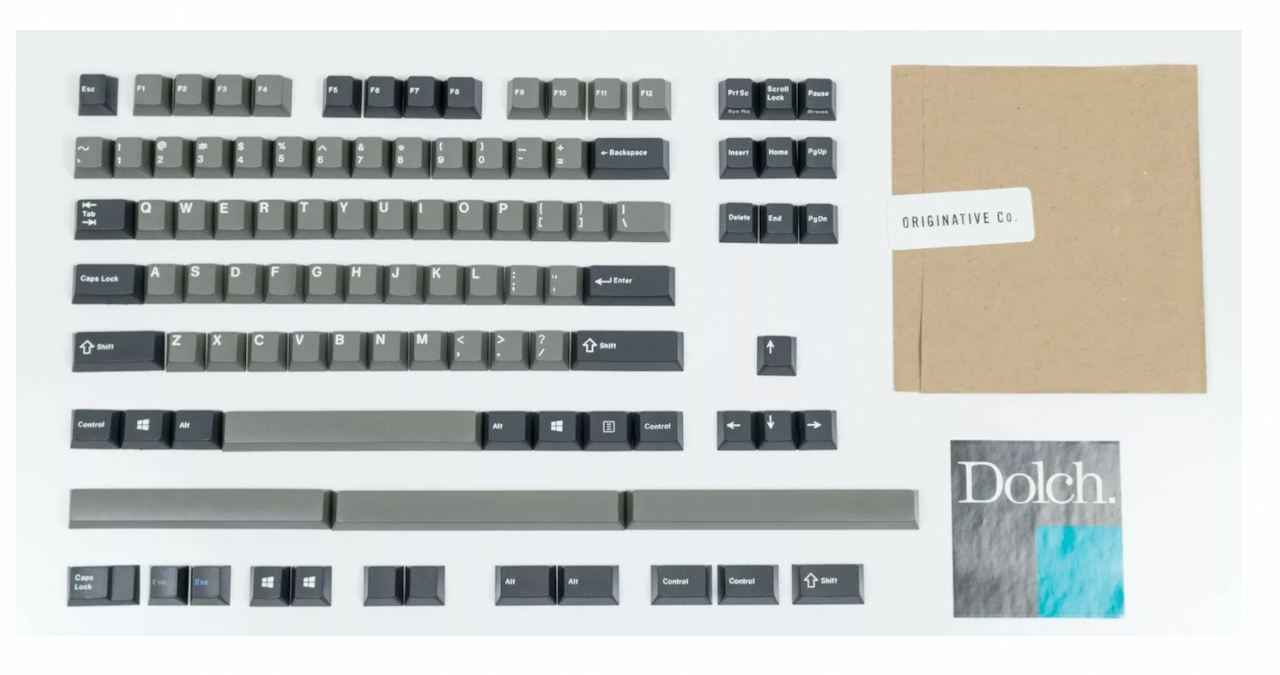 Esc F1 F2 F3 F4 F5 F6 F7 F8 F9 F10 F11 F12 Prt Sc Scroll Lock Pause
Sys Rq Break
~ ! @ # $ % ^ & * ( ) _ + ← Backspace Insert Home PgUp
` 1 2 3 4 5 6 7 8 9 0 - =
Tab Q W E R T Y U I O P { } | Delete End PgDn
[ ] \
Caps Lock A S D F G H J K L : " Enter
; '
Shift Z X C V B N M < > ? Shift ↑
, . /
Control Alt Alt Control ← ↓ →
Caps Lock Esc Esc Alt Alt Control Control Shift
ORIGINATIVE Co.
Dolch.